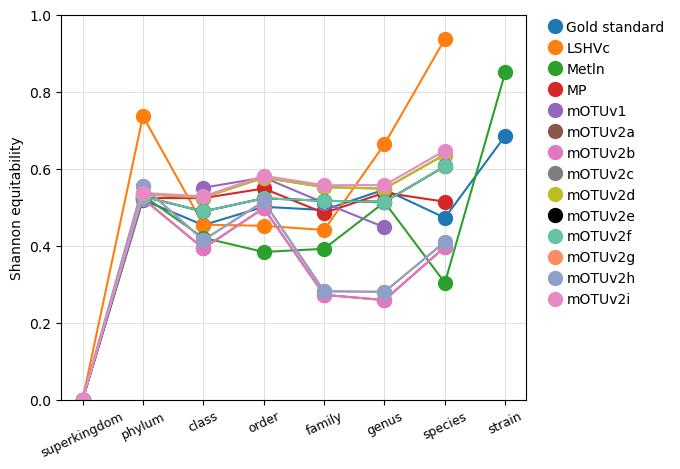 1.0
0.8
0.6
0.4
0.2
0.0
Shannon equitability
superkingdom
phylum
class
order
family
genus
species
strain
Gold standard
LSHVc
Metln
MP
mOTUv1
mOTUv2a
mOTUv2b
mOTUv2c
mOTUv2d
mOTUv2e
mOTUv2f
mOTUv2g
mOTUv2h
mOTUv2i